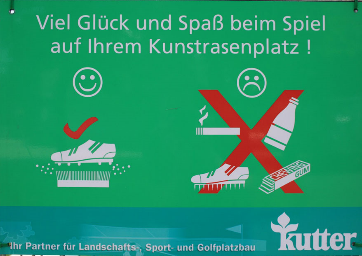 Viel Glück und Spaß beim Spiel
auf Ihrem Kunstrasenplatz !
Ihr Partner für Landschafts-, Sport- und Golfplatzbau
kutter